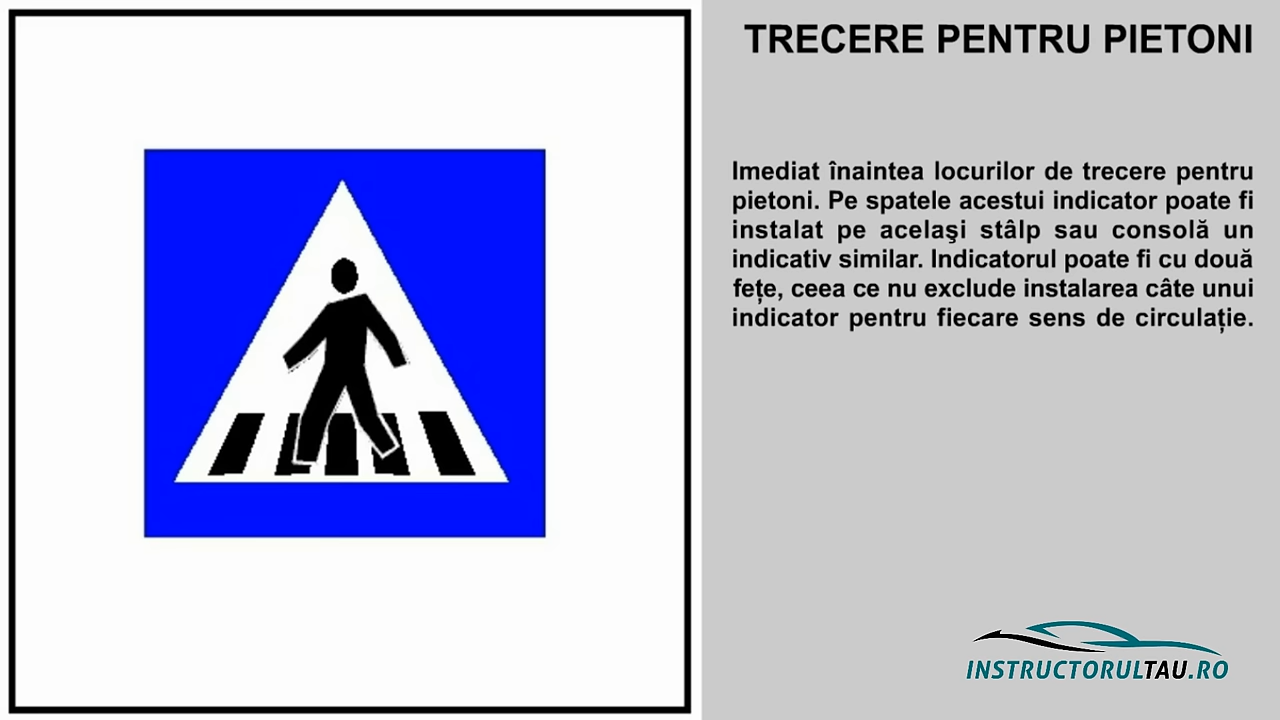 TRECERE PENTRU PIETONI
Imediat înaintea locurilor de trecere pentru
pietoni. Pe spatele acestui indicator poate fi
instalat pe acelaşi stâlp sau consolă un
indicativ similar. Indicatorul poate fi cu două
fețe, ceea ce nu exclude instalarea câte unui
indicator pentru fiecare sens de circulație.
INSTRUCTORULTAU.RO